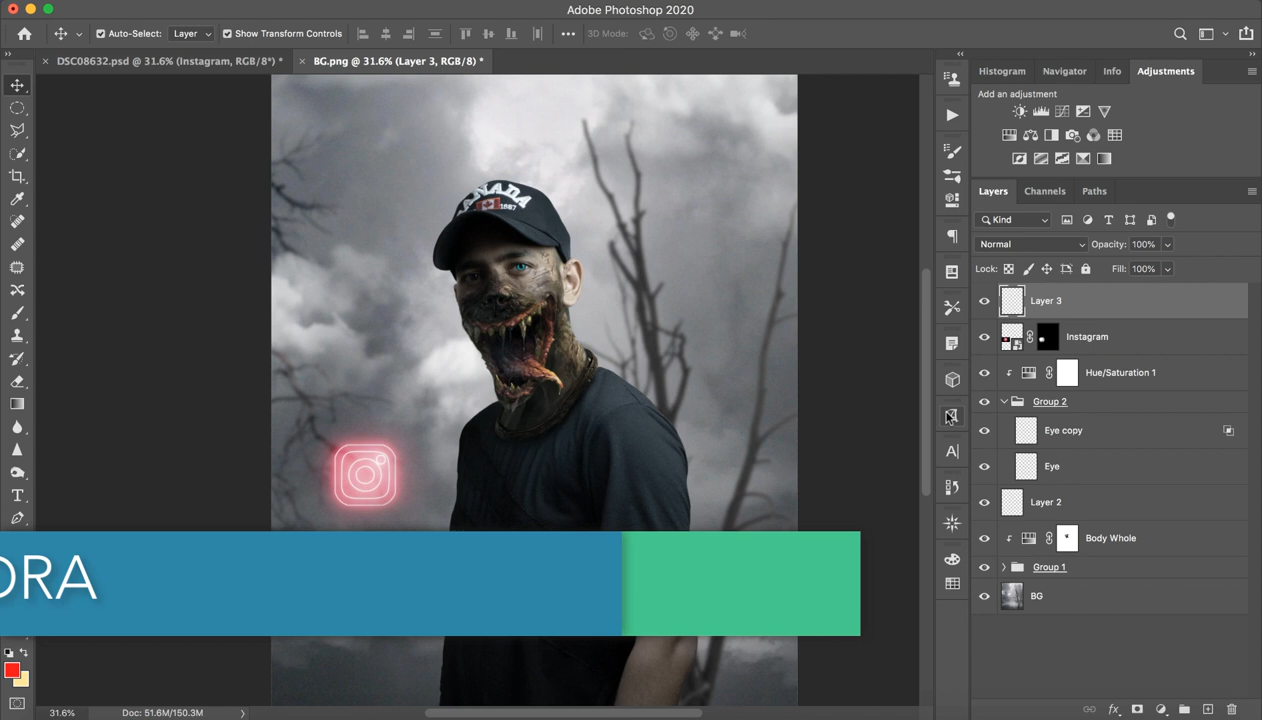 Adobe Photoshop 2020
Auto-Select: Layer Show Transform Controls 3D Mode:
DSC08632.psd @ 31.6% (Instagram, RGB/8*) *
BG.png @ 31.6% (Layer 3, RGB/8) *
Histogram Navigator Info Adjustments
Add an adjustment
Layers Channels Paths
Kind
Normal Opacity: 100%
Lock: Fill: 100%
Layer 3
Instagram
Hue/Saturation 1
Group 2
Eye copy
Eye
Layer 2
Body Whole
Group 1
BG
CANADA
1867
ORA
31.6% Doc: 51.6M/150.3M